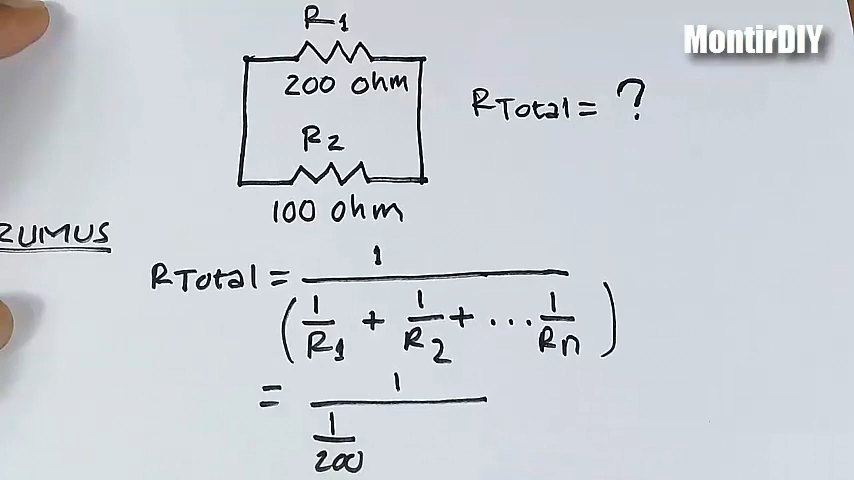 MontirDIY
R1
200 ohm
R2
100 ohm
RTotal = ?
RUMUS
RTotal = 1 / (1/R1 + 1/R2 + ... 1/Rn)
= 1 / 1/200